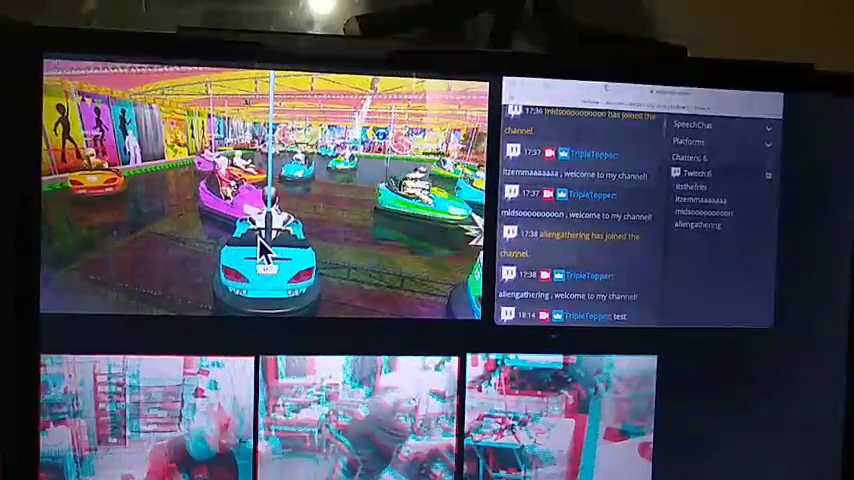 17:36 midsoooooooon has joined the
channel.
17:37 TripleTopper:
itzemmaaaaaa , welcome to my channel!
17:37 TripleTopper:
midsoooooooon , welcome to my channel!
17:38 aliengathering has joined the
channel.
17:38 TripleTopper:
aliengathering , welcome to my channel!
18:14 TripleTopper: test
SpeechChat
Platforms
Chatters: 6
Twitch:6
itsthefrits
itzemmaaaaaa
midsoooooooon
aliengathering